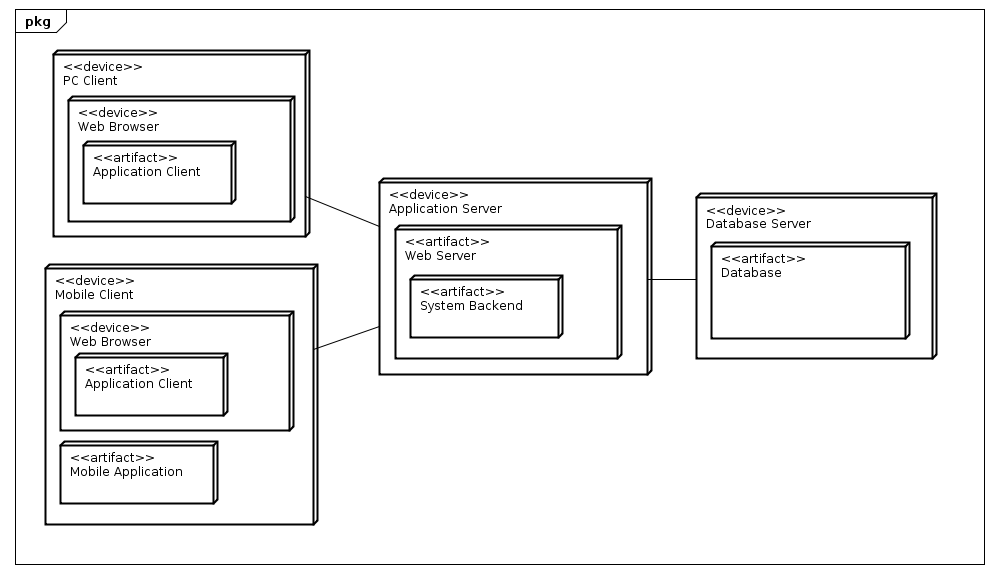 pkg
<<device>>
PC Client
<<device>>
Web Browser
<<artifact>>
Application Client
<<device>>
Mobile Client
<<device>>
Web Browser
<<artifact>>
Application Client
<<artifact>>
Mobile Application
<<device>>
Application Server
<<artifact>>
Web Server
<<artifact>>
System Backend
<<device>>
Database Server
<<artifact>>
Database